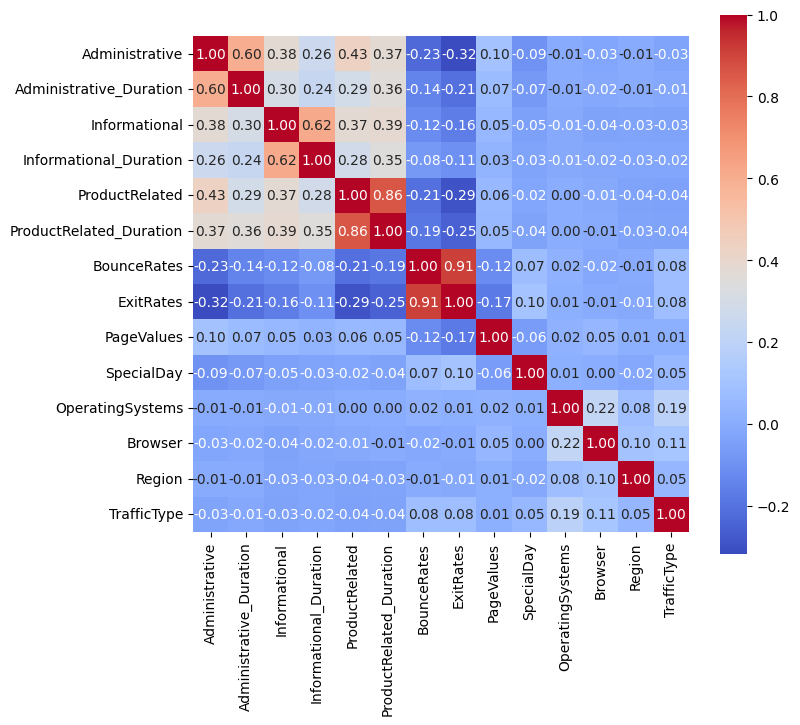 Administrative 1.00 0.60 0.38 0.26 0.43 0.37 -0.23 -0.32 0.10 -0.09 -0.01 -0.03 -0.01 -0.03
Administrative_Duration 0.60 1.00 0.30 0.24 0.29 0.36 -0.14 -0.21 0.07 -0.07 -0.01 -0.02 -0.01 -0.01
Informational 0.38 0.30 1.00 0.62 0.37 0.39 -0.12 -0.16 0.05 -0.05 -0.01 -0.04 -0.03 -0.03
Informational_Duration 0.26 0.24 0.62 1.00 0.28 0.35 -0.08 -0.11 0.03 -0.03 -0.01 -0.02 -0.03 -0.02
ProductRelated 0.43 0.29 0.37 0.28 1.00 0.86 -0.21 -0.29 0.06 -0.02 0.00 -0.01 -0.04 -0.04
ProductRelated_Duration 0.37 0.36 0.39 0.35 0.86 1.00 -0.19 -0.25 0.05 -0.04 0.00 -0.01 -0.03 -0.04
BounceRates -0.23 -0.14 -0.12 -0.08 -0.21 -0.19 1.00 0.91 -0.12 0.07 0.02 -0.02 -0.01 0.08
ExitRates -0.32 -0.21 -0.16 -0.11 -0.29 -0.25 0.91 1.00 -0.17 0.10 0.01 -0.01 -0.01 0.08
PageValues 0.10 0.07 0.05 0.03 0.06 0.05 -0.12 -0.17 1.00 -0.06 0.02 0.05 0.01 0.01
SpecialDay -0.09 -0.07 -0.05 -0.03 -0.02 -0.04 0.07 0.10 -0.06 1.00 0.01 0.00 -0.02 0.05
OperatingSystems -0.01 -0.01 -0.01 -0.01 0.00 0.00 0.02 0.01 0.02 0.01 1.00 0.22 0.08 0.19
Browser -0.03 -0.02 -0.04 -0.02 -0.01 -0.01 -0.02 -0.01 0.05 0.00 0.22 1.00 0.10 0.11
Region -0.01 -0.01 -0.03 -0.03 -0.04 -0.03 -0.01 -0.01 0.01 -0.02 0.08 0.10 1.00 0.05
TrafficType -0.03 -0.01 -0.03 -0.02 -0.04 -0.04 0.08 0.08 0.01 0.05 0.19 0.11 0.05 1.00
Administrative
Administrative_Duration
Informational
Informational_Duration
ProductRelated
ProductRelated_Duration
BounceRates
ExitRates
PageValues
SpecialDay
OperatingSystems
Browser
Region
TrafficType
1.0
0.8
0.6
0.4
0.2
0.0
−0.2